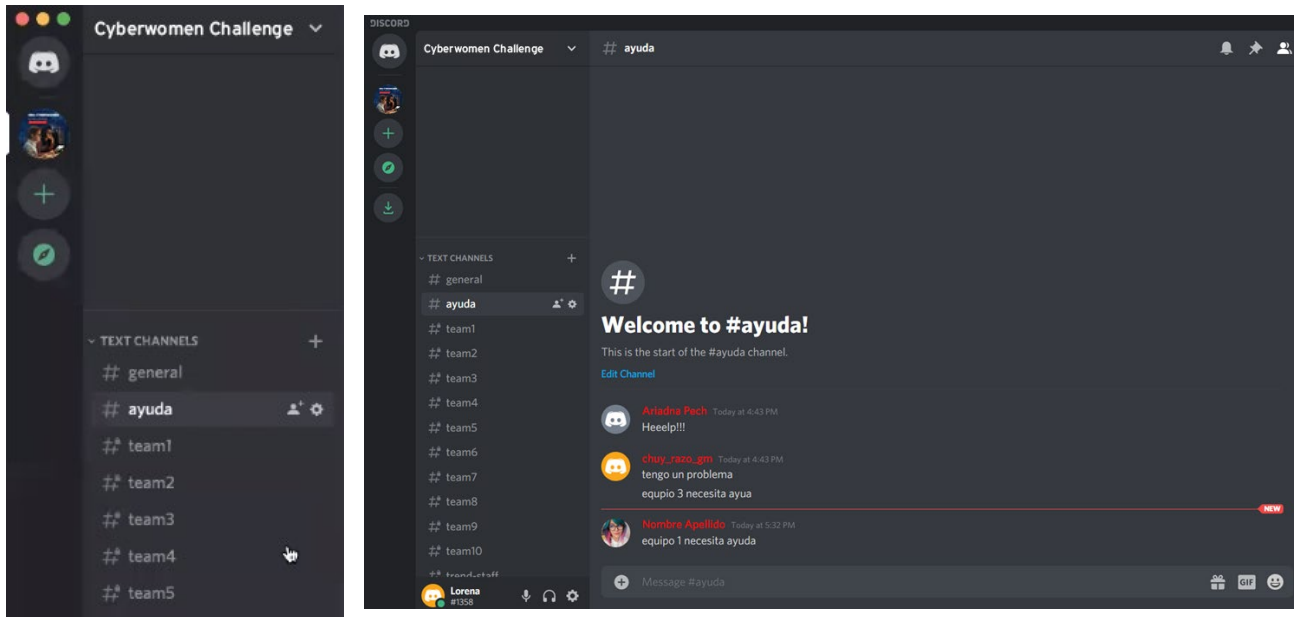 Cyberwomen Challenge
TEXT CHANNELS
general
ayuda
team1
team2
team3
team4
team5
DISCORD
Cyberwomen Challenge
# ayuda
TEXT CHANNELS
general
ayuda
team1
team2
team3
team4
team5
team6
team7
team8
team9
team10
trend-staff
Lorena
#1358
#
Welcome to #ayuda!
This is the start of the #ayuda channel.
Edit Channel
Ariadna Pech Today at 4:43 PM
Heeelp!!!
chuy_razo_gm Today at 4:43 PM
tengo un problema
equpio 3 necesita ayua
NEW
Nombre Apellido Today at 5:32 PM
equipo 1 necesita ayuda
Message #ayuda
GIF